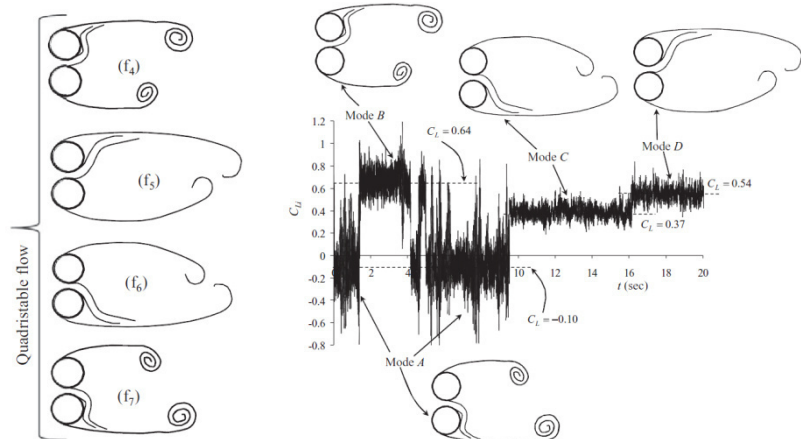 Quadristable flow
(f4)
(f5)
(f6)
(f7)
Mode B
Mode C
Mode D
CL = 0.64
CL = 0.54
CL = 0.37
CL = –0.10
Mode A
CLi
1.2
1
0.8
0.6
0.4
0.2
0
-0.2
-0.4
-0.6
-0.8
0 2 4 10 12 14 16 18 20
t (sec)